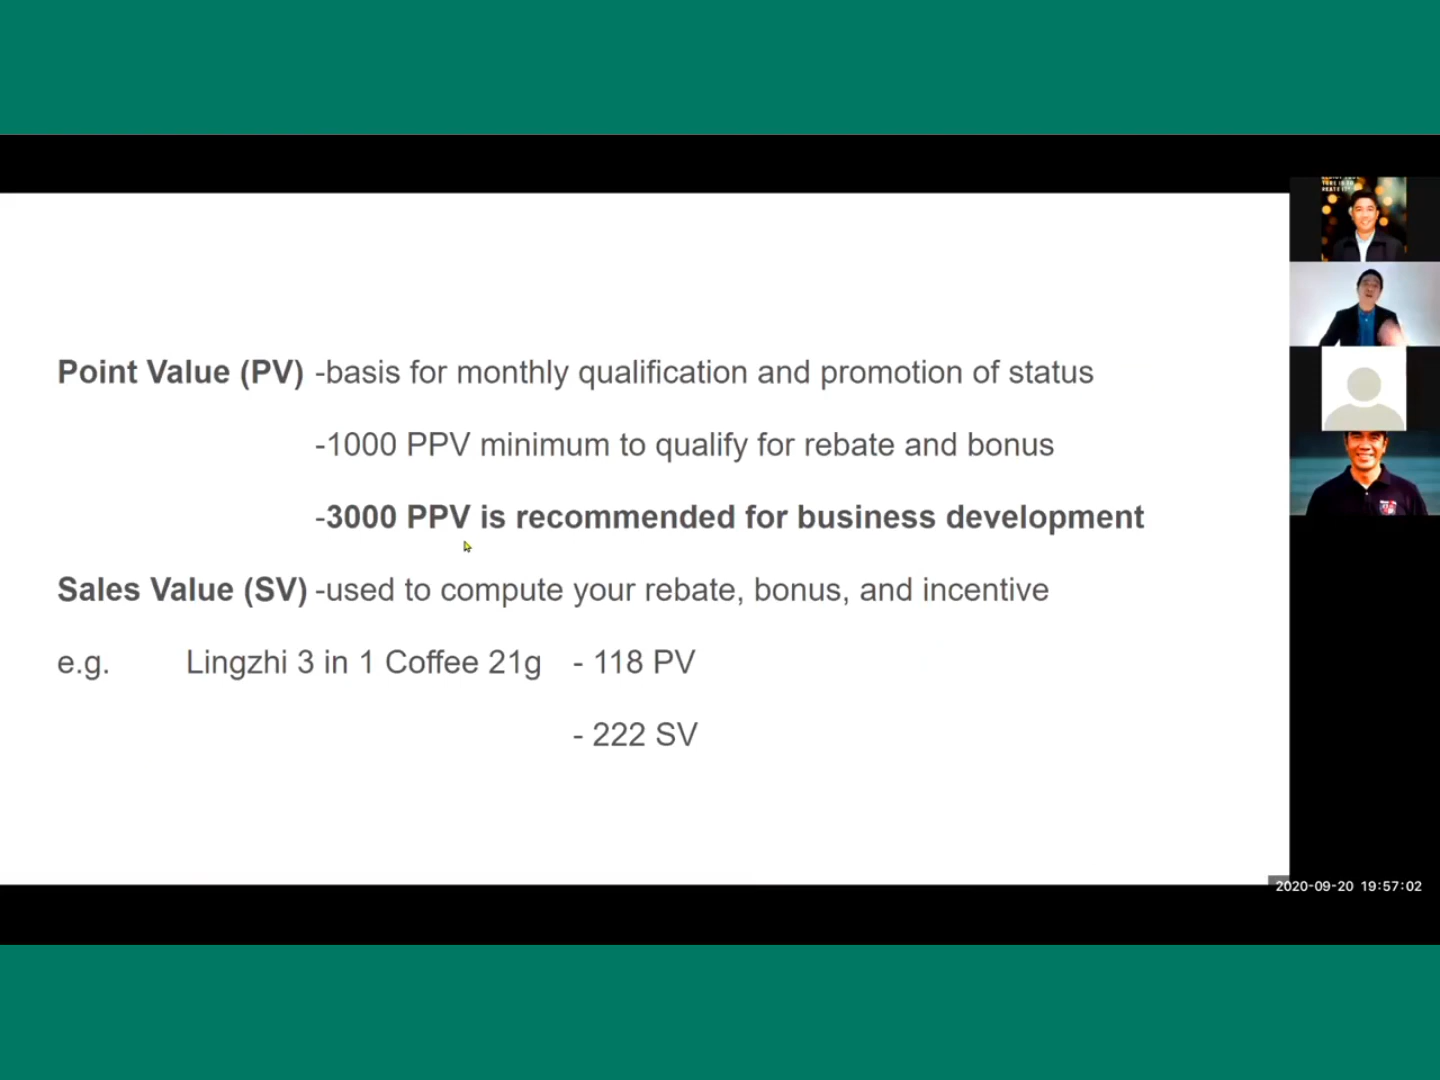 Point Value (PV) -basis for monthly qualification and promotion of status
-1000 PPV minimum to qualify for rebate and bonus
-3000 PPV is recommended for business development
Sales Value (SV) -used to compute your rebate, bonus, and incentive
e.g. Lingzhi 3 in 1 Coffee 21g - 118 PV
- 222 SV
2020-09-20 19:57:02